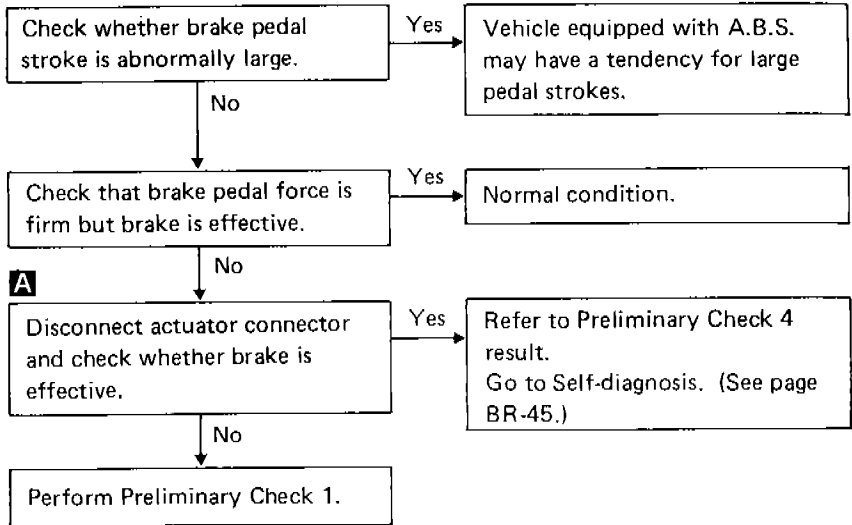 Check whether brake pedal
stroke is abnormally large.
Yes
Vehicle equipped with A.B.S.
may have a tendency for large
pedal strokes.
No
Check that brake pedal force is
firm but brake is effective.
Yes
Normal condition.
No
A
Disconnect actuator connector
and check whether brake is
effective.
Yes
Refer to Preliminary Check 4
result.
Go to Self-diagnosis. (See page
BR-45.)
No
Perform Preliminary Check 1.